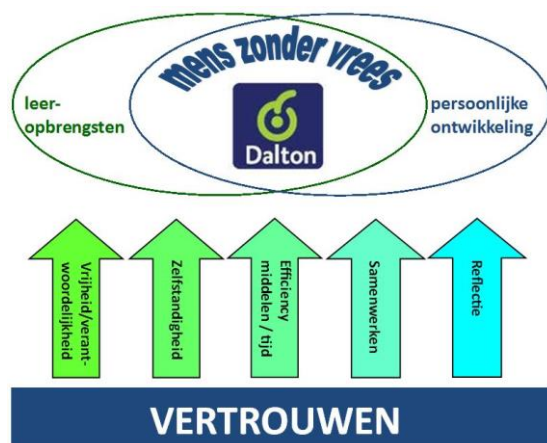 mens zonder vrees
leer-
opbrengsten
persoonlijke
ontwikkeling
Dalton
Vrijheid/verant-
woordelijkheid
Zelfstandigheid
Efficiency
middelen / tijd
Samenwerken
Reflectie
VERTROUWEN